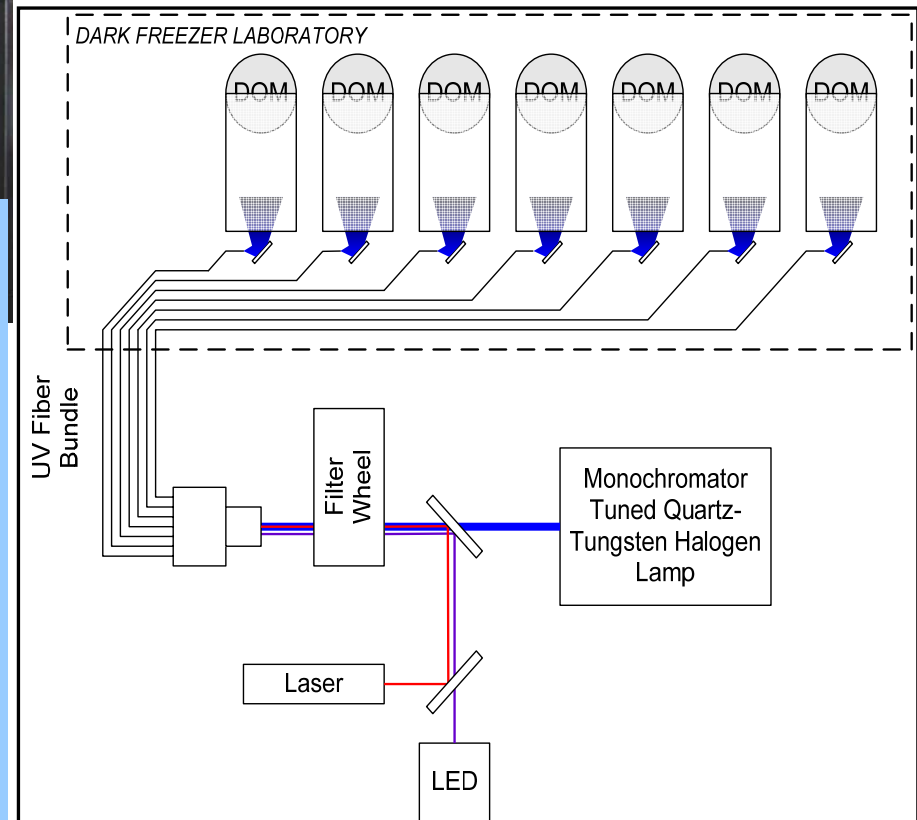 DARK FREEZER LABORATORY
DOM DOM DOM DOM DOM DOM DOM
UV Fiber
Bundle
Filter
Wheel
Monochromator
Tuned Quartz-
Tungsten Halogen
Lamp
Laser
LED